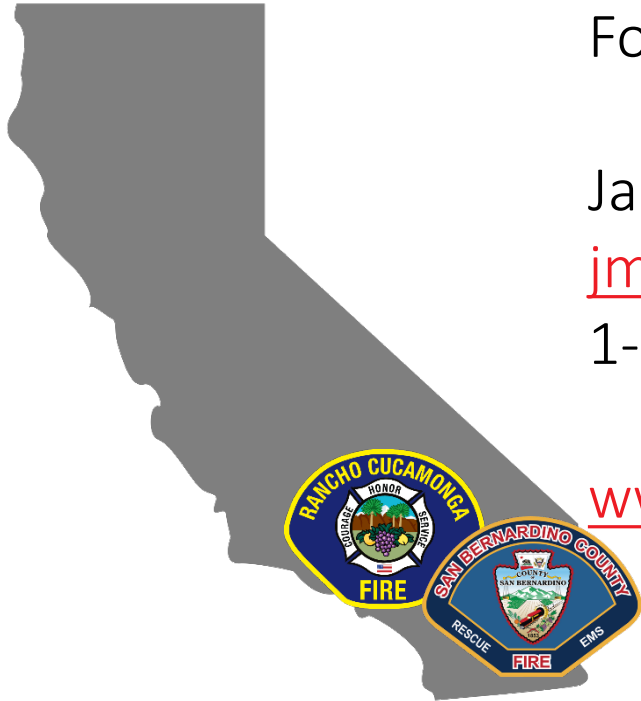 Fo
Ja
jm
1-
RANCHO CUCAMONGA
HONOR
COURAGE
SERVICE
FIRE
SAN BERNARDINO COUNTY
COUNTY
SAN BERNARDINO
RESCUE
EMS
FIRE